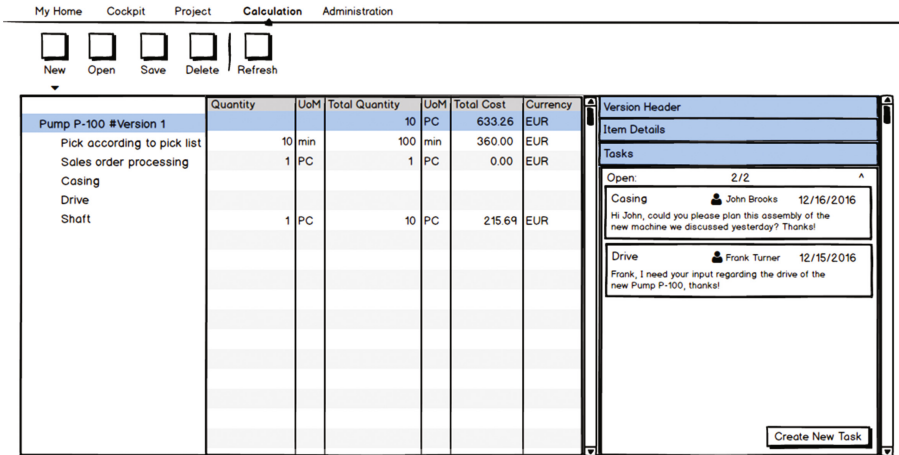 My Home Cockpit Project Calculation Administration
New Open Save Delete Refresh
Quantity UoM Total Quantity UoM Total Cost Currency
Pump P-100 #Version 1 10 PC 633.26 EUR
Pick according to pick list 10 min 100 min 360.00 EUR
Sales order processing 1 PC 1 PC 0.00 EUR
Casing
Drive
Shaft 1 PC 10 PC 215.69 EUR
Version Header
Item Details
Tasks
Open: 2/2 ^
Casing John Brooks 12/16/2016
Hi John, could you please plan this assembly of the
new machine we discussed yesterday? Thanks!
Drive Frank Turner 12/15/2016
Frank, I need your input regarding the drive of the
new Pump P-100, thanks!
Create New Task